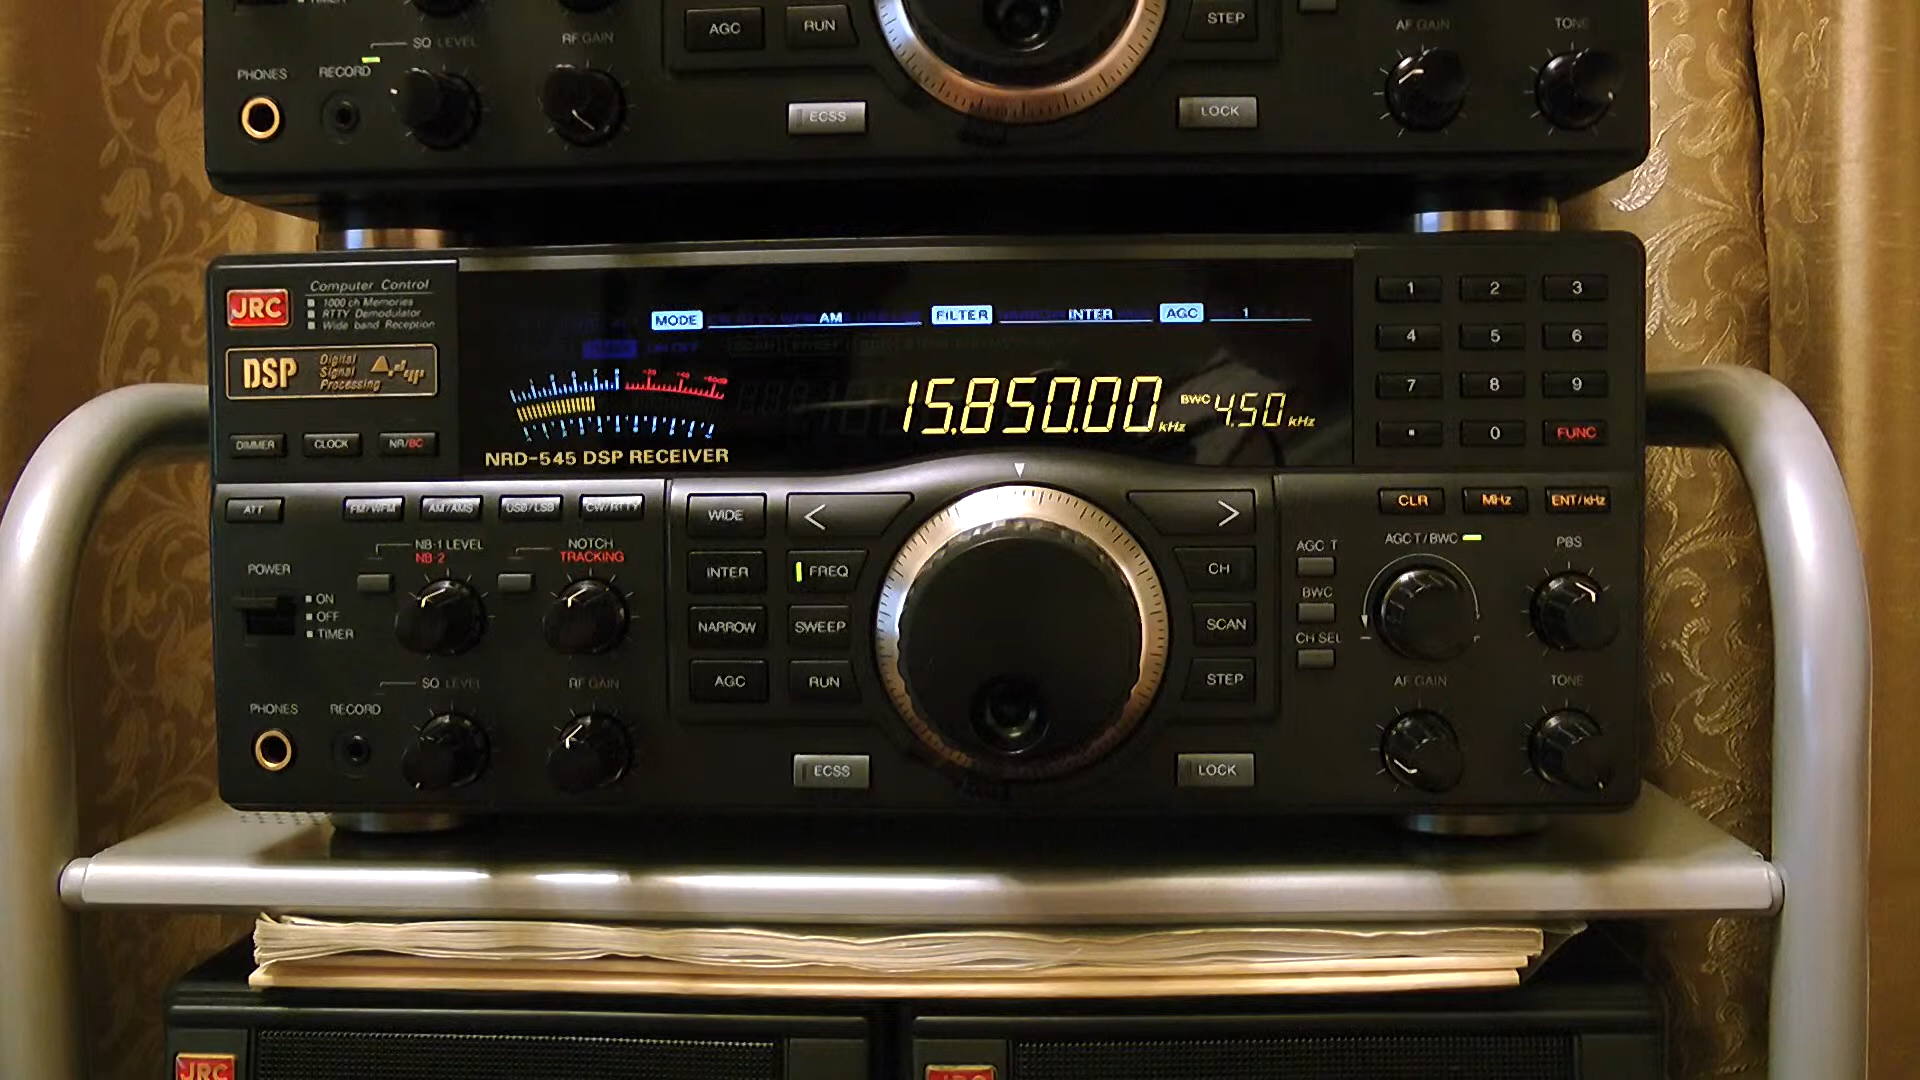 TIMER
SQ LEVEL
RF GAIN
AGC
RUN
STEP
AF GAIN
TONE
PHONES
RECORD
ECSS
LOCK
JRC
Computer Control
1000 ch Memories
RTTY Demodulator
Wide band Reception
DSP
Digital
Signal
Processing
DIMMER
CLOCK
NR/BC
MODE
AM
FILTER
INTER
AGC
1
15,850.00 kHz
BWC 4.50 kHz
NRD-545 DSP RECEIVER
1 2 3
4 5 6
7 8 9
0 FUNC
CLR MHz ENT/kHz
ATT
FM/WFM
AM/AMS
USB/LSB
CW/RTTY
NB-1 LEVEL
NB-2
NOTCH
TRACKING
POWER
ON
OFF
TIMER
WIDE
INTER
NARROW
AGC
<
FREQ
SWEEP
RUN
>
CH
SCAN
STEP
AGC T
BWC
CH SEL
AGC T/BWC
PBS
SQ LEVEL
RF GAIN
AF GAIN
TONE
PHONES
RECORD
ECSS
LOCK
JRC
JRC